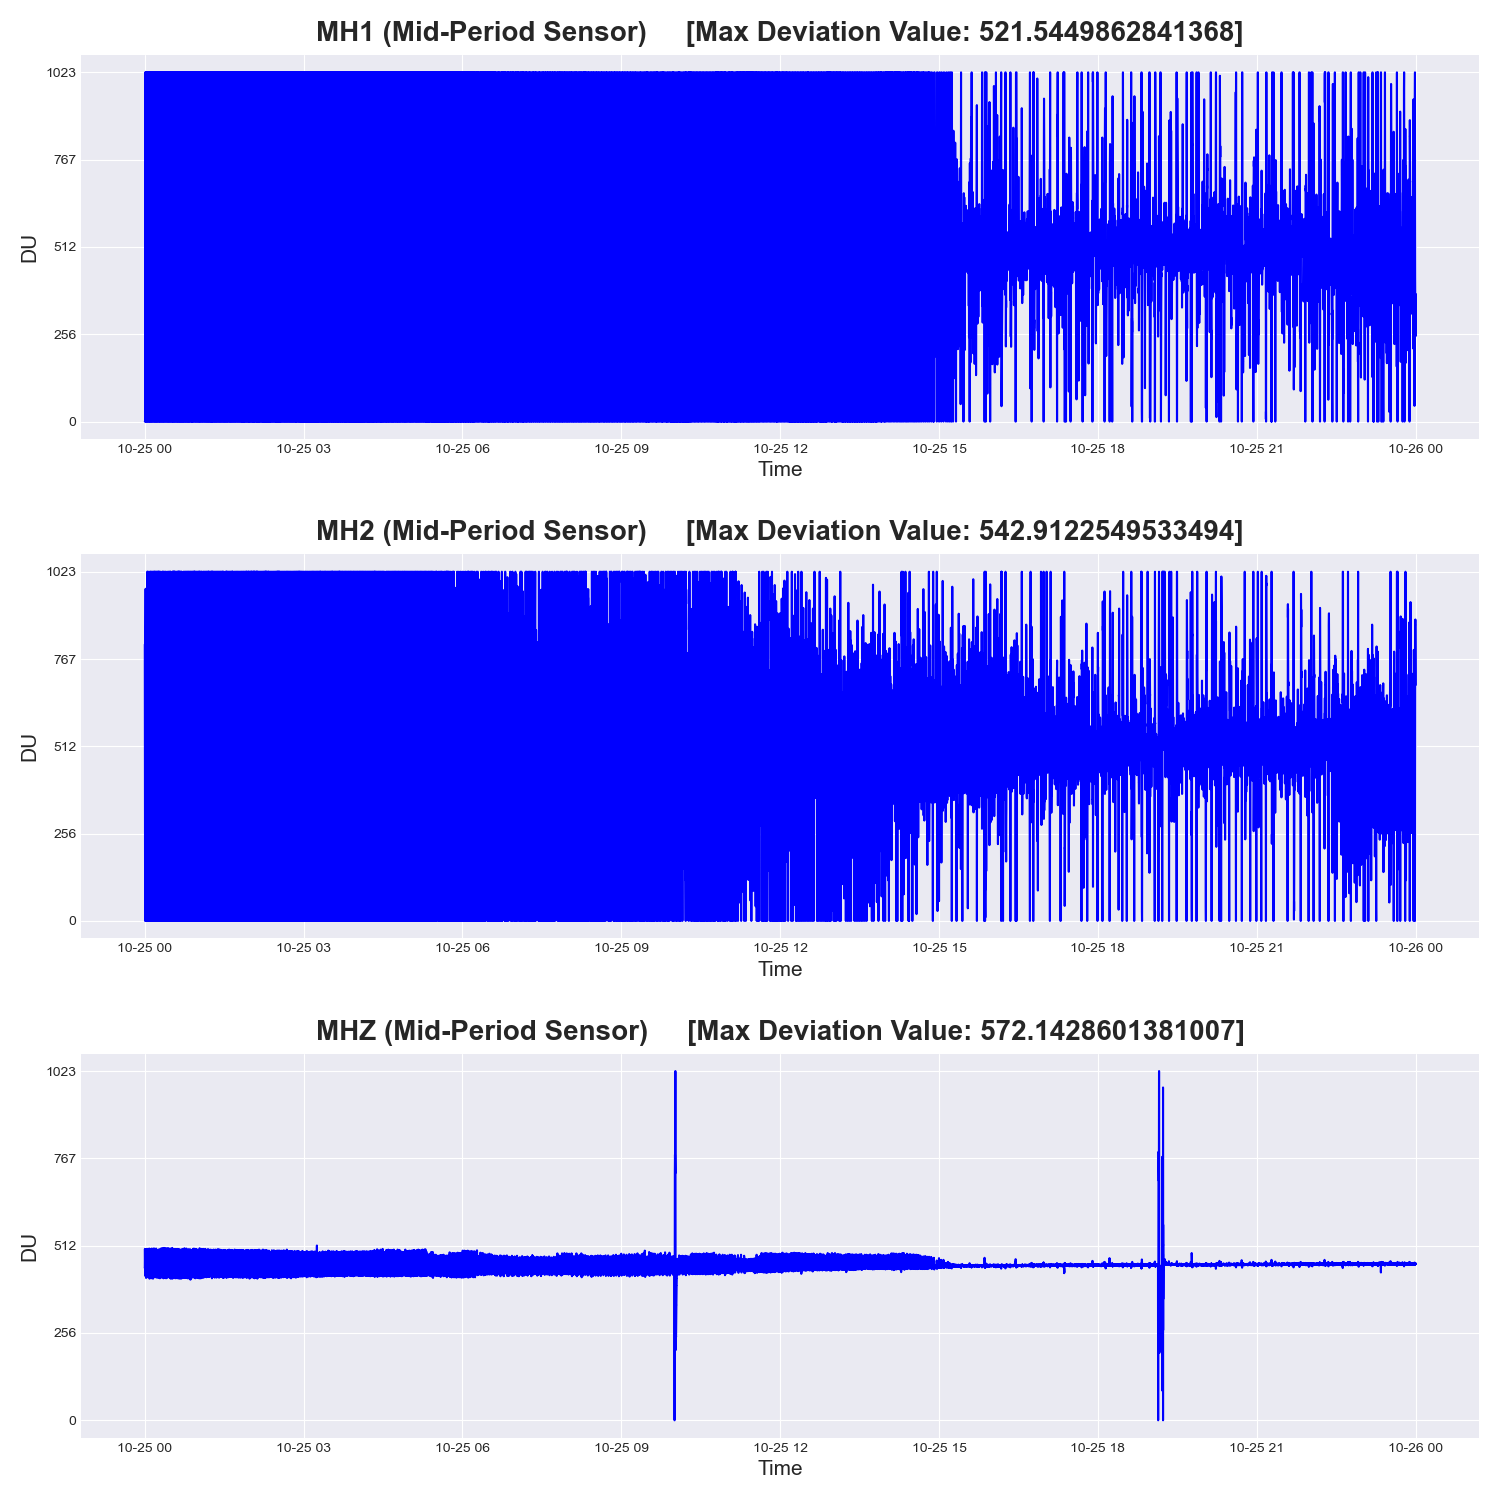 MH1 (Mid-Period Sensor) [Max Deviation Value: 521.5449862841368]
1023
767
512
256
0
DU
10-25 00 10-25 03 10-25 06 10-25 09 10-25 12 10-25 15 10-25 18 10-25 21 10-26 00
Time
MH2 (Mid-Period Sensor) [Max Deviation Value: 542.9122549533494]
1023
767
512
256
0
DU
10-25 00 10-25 03 10-25 06 10-25 09 10-25 12 10-25 15 10-25 18 10-25 21 10-26 00
Time
MHZ (Mid-Period Sensor) [Max Deviation Value: 572.1428601381007]
1023
767
512
256
0
DU
10-25 00 10-25 03 10-25 06 10-25 09 10-25 12 10-25 15 10-25 18 10-25 21 10-26 00
Time